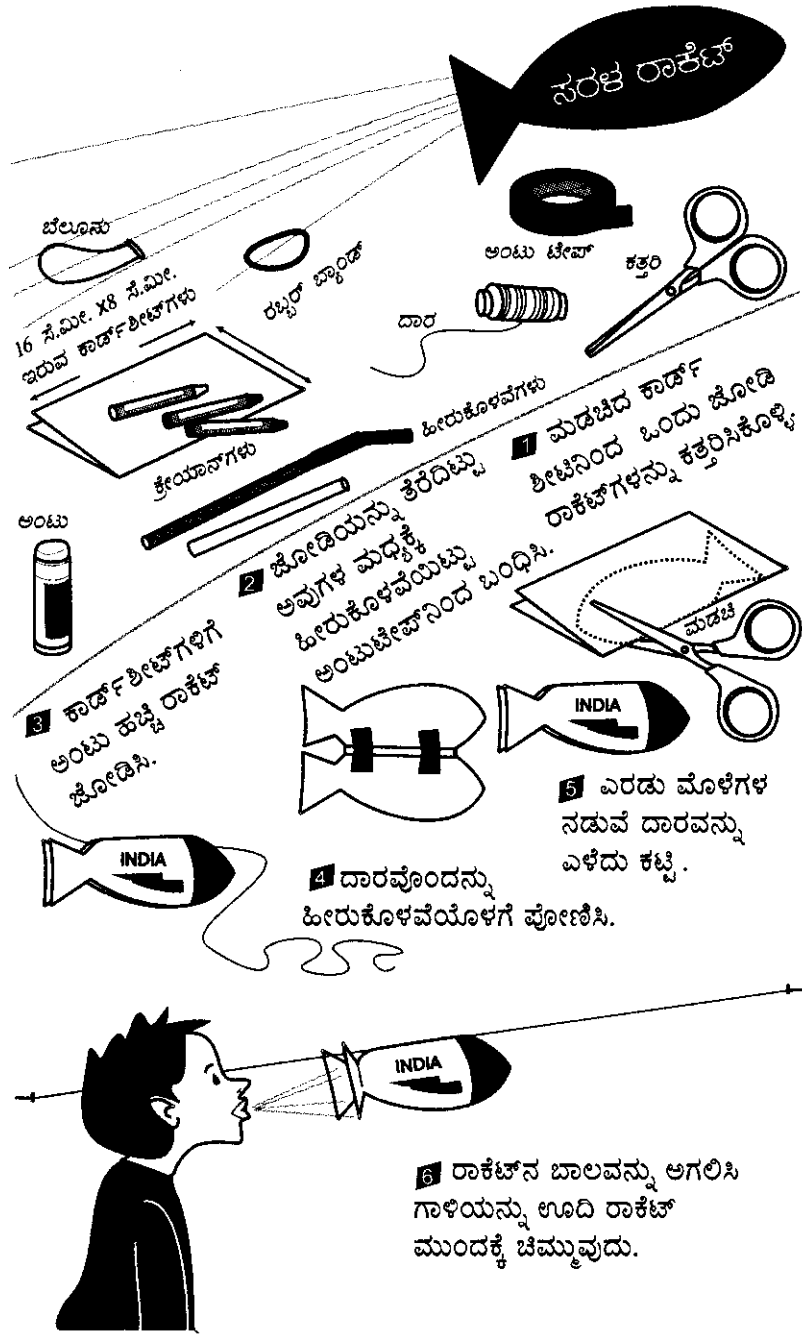 ಸರಳ ರಾಕೆಟ್
ಬೆಲೂನು
ರಬ್ಬರ್ ಬ್ಯಾಂಡ್
ಅಂಟು ಟೇಪ್
ಕತ್ತರಿ
ದಾರ
16 ಸೆ.ಮೀ. X8 ಸೆ.ಮೀ.
ಇರುವ ಕಾರ್ಡ್‌ಶೀಟ್‌ಗಳು
ಕ್ರೇಯಾನ್‌ಗಳು
ಹೀರುಕೊಳವೆಗಳು
ಅಂಟು
1 ಮಡಚಿದ ಕಾರ್ಡ್
ಶೀಟಿನಿಂದ ಒಂದು ಜೋಡಿ
ರಾಕೆಟ್‌ಗಳನ್ನು ಕತ್ತರಿಸಿಕೊಳ್ಳಿ
ಮಡಚಿ
2 ಜೋಡಿಯನ್ನು ತೆರೆದಿಟ್ಟು
ಅವುಗಳ ಮಧ್ಯಕ್ಕೆ
ಹೀರುಕೊಳವೆಯಿಟ್ಟು
ಅಂಟುಟೇಪ್‌ನಿಂದ ಬಂಧಿಸಿ.
3 ಕಾರ್ಡ್‌ಶೀಟ್‌ಗಳಿಗೆ
ಅಂಟು ಹಚ್ಚಿ ರಾಕೆಟ್
ಜೋಡಿಸಿ.
INDIA
INDIA
4 ದಾರವೊಂದನ್ನು
ಹೀರುಕೊಳವೆಯೊಳಗೆ ಪೋಣಿಸಿ.
5 ಎರಡು ಮೊಳೆಗಳ
ನಡುವೆ ದಾರವನ್ನು
ಎಳೆದು ಕಟ್ಟಿ.
INDIA
6 ರಾಕೆಟ್‌ನ ಬಾಲವನ್ನು ಅಗಲಿಸಿ
ಗಾಳಿಯನ್ನು ಊದಿ ರಾಕೆಟ್
ಮುಂದಕ್ಕೆ ಚಿಮ್ಮುವುದು.